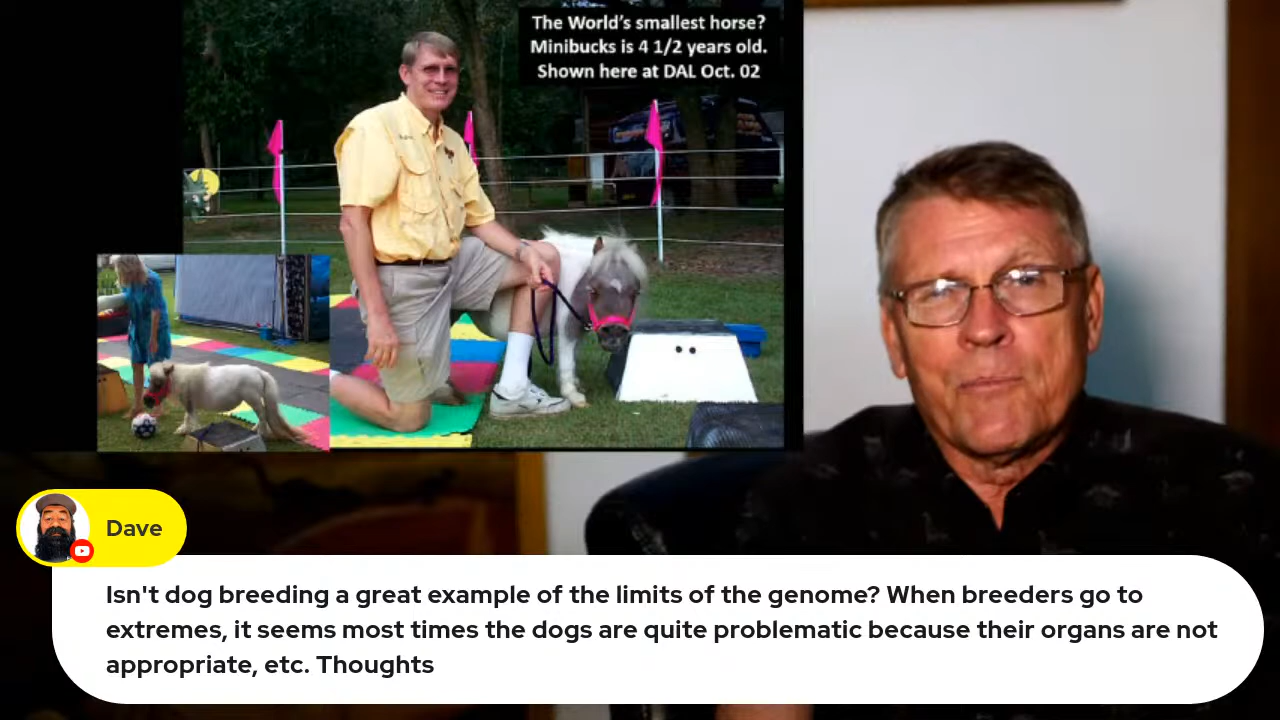 The World's smallest horse?
Minibucks is 4 1/2 years old.
Shown here at DAL Oct. 02
Dave
Isn't dog breeding a great example of the limits of the genome? When breeders go to
extremes, it seems most times the dogs are quite problematic because their organs are not
appropriate, etc. Thoughts